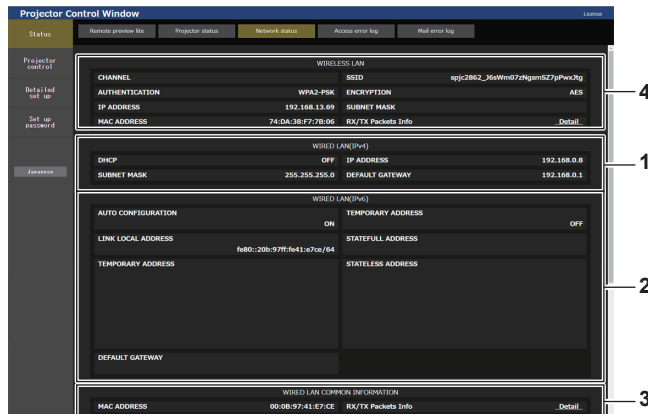 Projector Control Window License
Status Remote preview lite Projector status Network status Access error log Mail error log
Projector
control
Detailed
set up
Set up
password
Japanese
WIRELESS LAN
CHANNEL SSID spjc2862_J6sWm07zNgsmSZ7pPwxJtg
AUTHENTICATION WPA2-PSK ENCRYPTION AES
IP ADDRESS 192.168.13.69 SUBNET MASK
MAC ADDRESS 74:DA:38:F7:7B:06 RX/TX Packets Info Detail
4
WIRED LAN(IPv4)
DHCP OFF IP ADDRESS 192.168.0.8
SUBNET MASK 255.255.255.0 DEFAULT GATEWAY 192.168.0.1
1
WIRED LAN(IPv6)
AUTO CONFIGURATION ON TEMPORARY ADDRESS OFF
LINK LOCAL ADDRESS fe80::20b:97ff:fe41:e7ce/64 STATEFULL ADDRESS
TEMPORARY ADDRESS STATELESS ADDRESS
2
DEFAULT GATEWAY
WIRED LAN COMMON INFORMATION
MAC ADDRESS 00:0B:97:41:E7:CE RX/TX Packets Info Detail
3